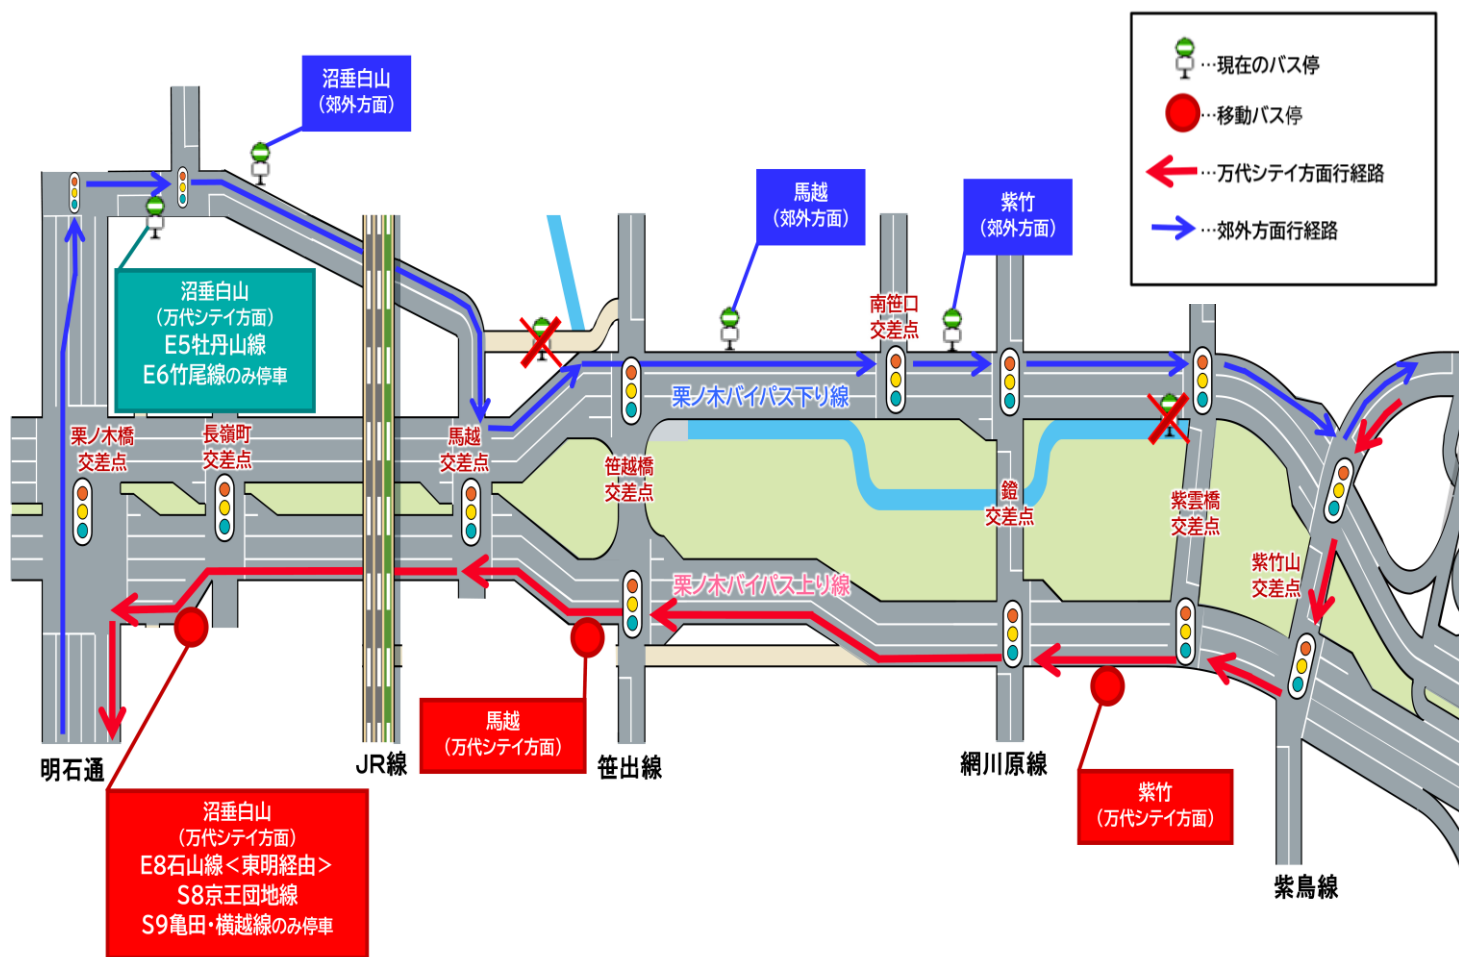 …現在のバス停
…移動バス停
…万代シテイ方面行経路
…郊外方面行経路
沼垂白山
（郊外方面）
馬越
（郊外方面）
紫竹
（郊外方面）
沼垂白山
（万代シテイ方面）
E5牡丹山線
E6竹尾線のみ停車
南笹口
交差点
栗ノ木バイパス下り線
栗ノ木橋
交差点
長嶺町
交差点
馬越
交差点
笹越橋
交差点
鐙
交差点
紫雲橋
交差点
紫竹山
交差点
栗ノ木バイパス上り線
馬越
（万代シテイ方面）
紫竹
（万代シテイ方面）
明石通
JR線
笹出線
網川原線
紫鳥線
沼垂白山
（万代シテイ方面）
E8石山線＜東明経由＞
S8京王団地線
S9亀田・横越線のみ停車